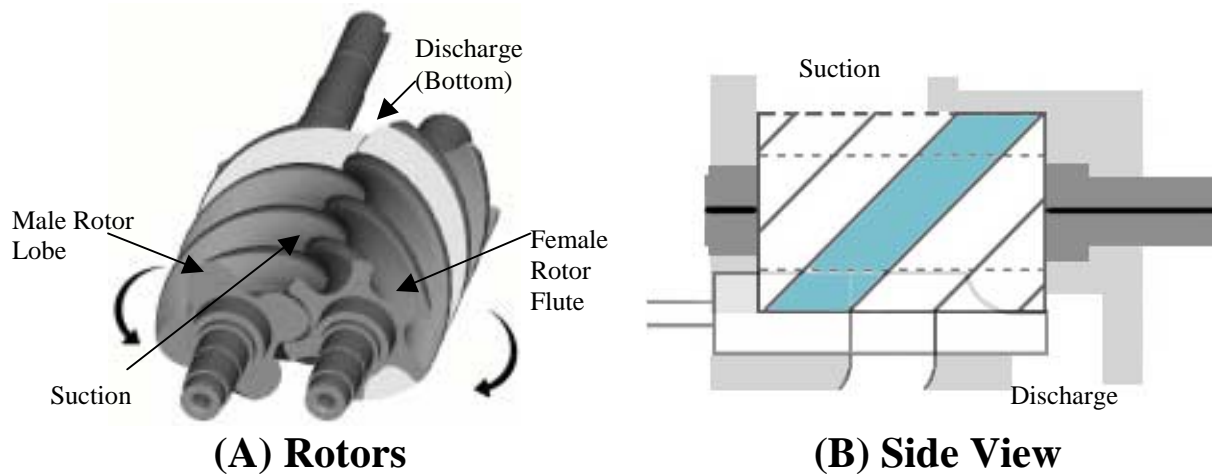 Discharge
(Bottom)
Male Rotor
Lobe
Female
Rotor
Flute
Suction
(A) Rotors
Suction
Discharge
(B) Side View